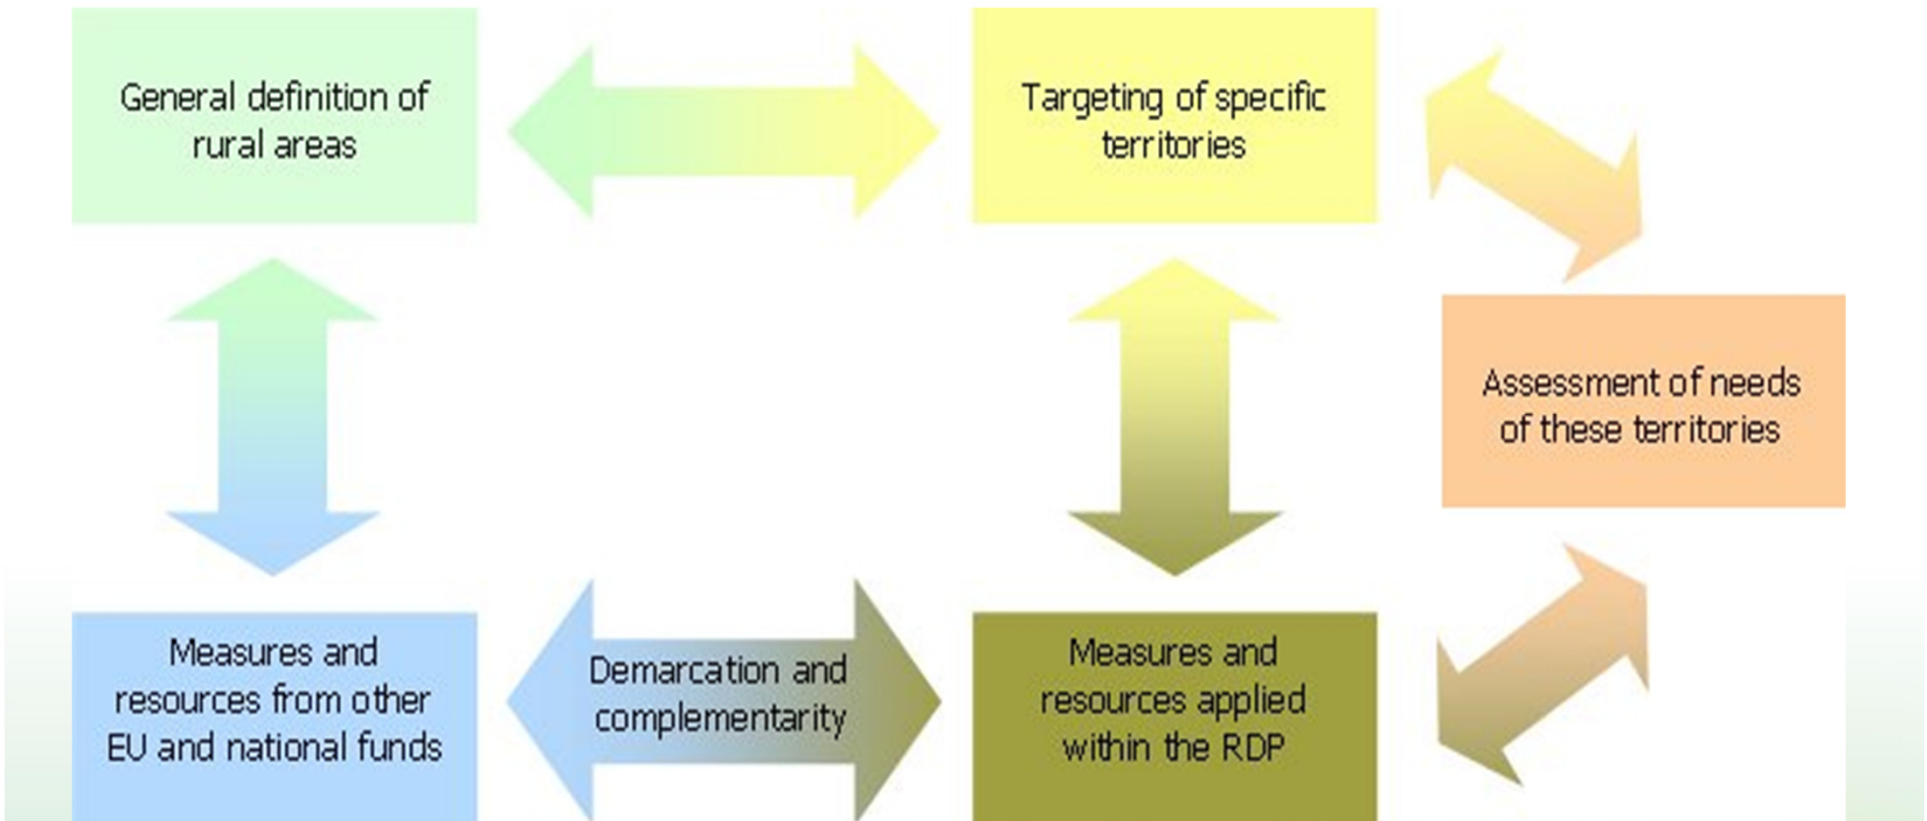 General definition of
rural areas
Targeting of specific
territories
Assessment of needs
of these territories
Measures and
resources from other
EU and national funds
Demarcation and
complementarity
Measures and
resources applied
within the RDP